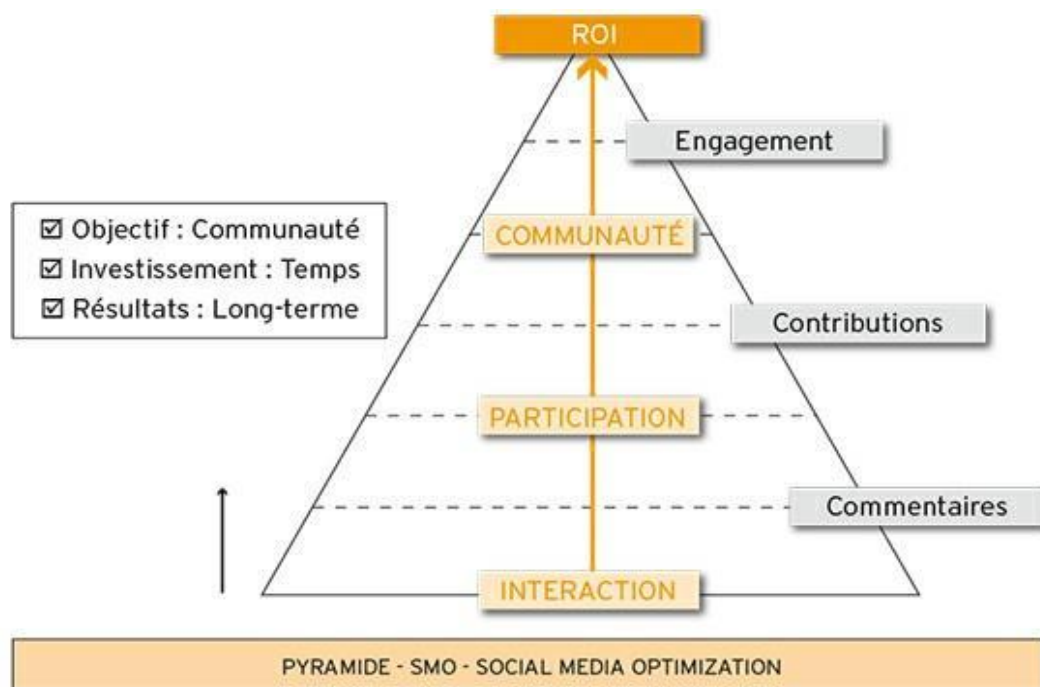 ROI
Engagement
COMMUNAUTÉ
☑ Objectif : Communauté
☑ Investissement : Temps
☑ Résultats : Long-terme
Contributions
PARTICIPATION
Commentaires
INTERACTION
PYRAMIDE - SMO - SOCIAL MEDIA OPTIMIZATION